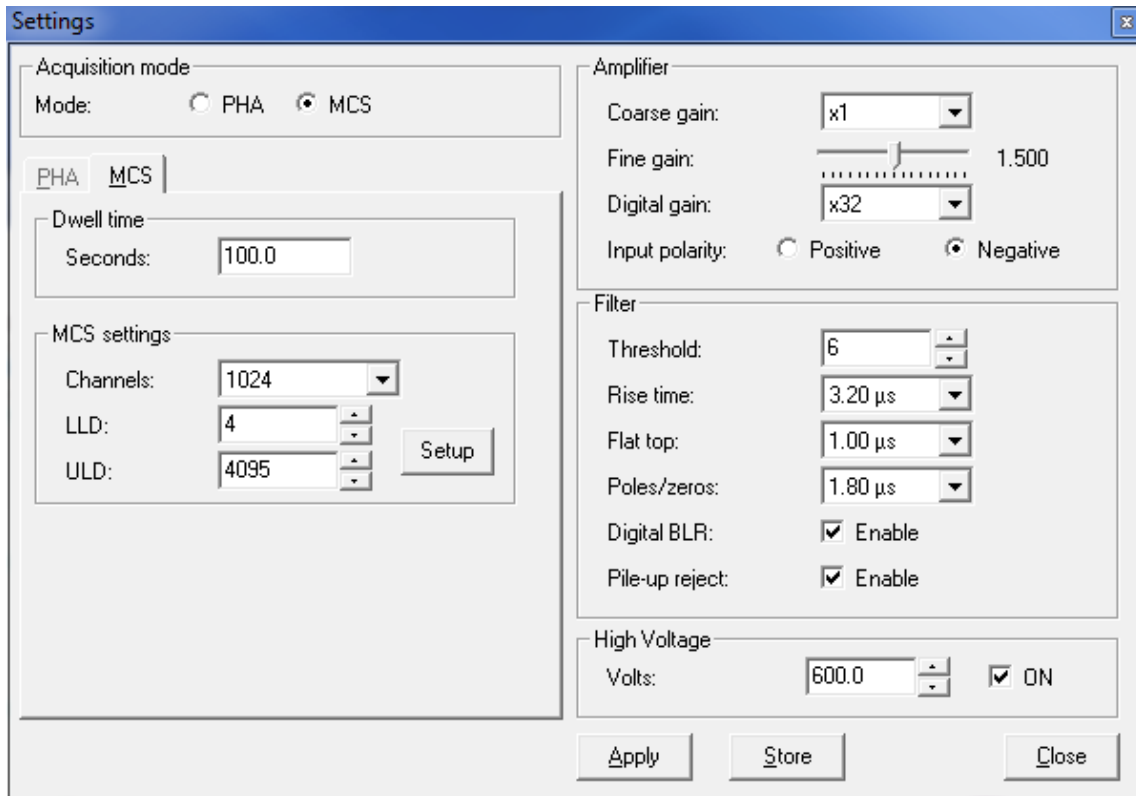 Settings
Acquisition mode
Mode: PHA MCS
PHA MCS
Dwell time
Seconds: 100.0
MCS settings
Channels: 1024
LLD: 4
ULD: 4095
Setup
Amplifier
Coarse gain: x1
Fine gain: 1.500
Digital gain: x32
Input polarity: Positive Negative
Filter
Threshold: 6
Rise time: 3.20 µs
Flat top: 1.00 µs
Poles/zeros: 1.80 µs
Digital BLR: Enable
Pile-up reject: Enable
High Voltage
Volts: 600.0 ON
Apply Store Close